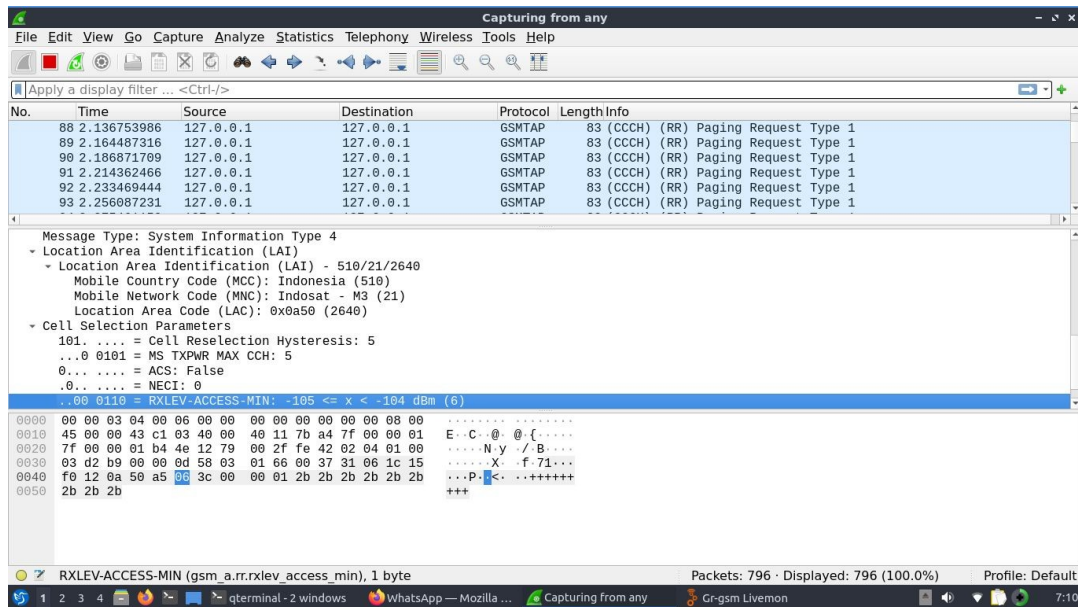 Capturing from any
File Edit View Go Capture Analyze Statistics Telephony Wireless Tools Help
Apply a display filter ... <Ctrl-/>
No. Time Source Destination Protocol Length Info
88 2.136753986 127.0.0.1 127.0.0.1 GSMTAP 83 (CCCH) (RR) Paging Request Type 1
89 2.164487316 127.0.0.1 127.0.0.1 GSMTAP 83 (CCCH) (RR) Paging Request Type 1
90 2.186871709 127.0.0.1 127.0.0.1 GSMTAP 83 (CCCH) (RR) Paging Request Type 1
91 2.214362466 127.0.0.1 127.0.0.1 GSMTAP 83 (CCCH) (RR) Paging Request Type 1
92 2.233469444 127.0.0.1 127.0.0.1 GSMTAP 83 (CCCH) (RR) Paging Request Type 1
93 2.256087231 127.0.0.1 127.0.0.1 GSMTAP 83 (CCCH) (RR) Paging Request Type 1
Message Type: System Information Type 4
Location Area Identification (LAI)
Location Area Identification (LAI) - 510/21/2640
Mobile Country Code (MCC): Indonesia (510)
Mobile Network Code (MNC): Indosat - M3 (21)
Location Area Code (LAC): 0x0a50 (2640)
Cell Selection Parameters
101. .... = Cell Reselection Hysteresis: 5
...0 0101 = MS TXPWR MAX CCH: 5
0... .... = ACS: False
.0.. .... = NECI: 0
..00 0110 = RXLEV-ACCESS-MIN: -105 <= x < -104 dBm (6)
0000 00 00 03 04 00 06 00 00 00 00 00 00 00 00 08 00 ········ ········
0010 45 00 00 43 c1 03 40 00 40 11 7b a4 7f 00 00 01 E··C··@· @·{·····
0020 7f 00 00 01 b4 4e 12 79 00 2f fe 42 02 04 01 00 ·····N·y ·/·B····
0030 03 d2 b9 00 00 0d 58 03 01 66 00 37 31 06 1c 15 ······X· ·f·71···
0040 f0 12 0a 50 a5 06 3c 00 00 01 2b 2b 2b 2b 2b 2b ···P··<· ··++++++
0050 2b 2b 2b +++
RXLEV-ACCESS-MIN (gsm_a.rr.rxlev_access_min), 1 byte Packets: 796 · Displayed: 796 (100.0%) Profile: Default
1 2 3 4 qterminal - 2 windows WhatsApp — Mozilla ... Capturing from any Gr-gsm Livemon 7:10